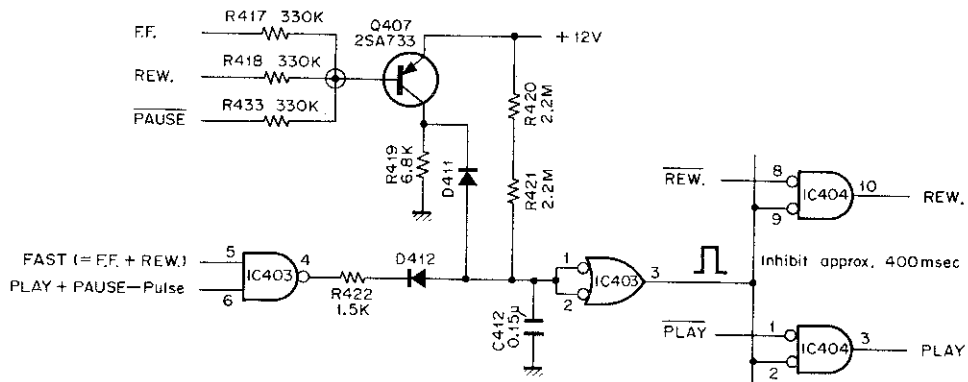 R417 330K
F.F.
R418 330K
REW.
R433 330K
PAUSE
Q407
2SA733
+12V
R420
2.2M
R419
6.8K
D411
R421
2.2M
REW.
8
9
IC404
10
REW.
FAST (= F.F. + REW.)
5
PLAY + PAUSE-Pulse
6
IC403
4
R422
1.5K
D412
C412
0.15μ
1
2
IC403
3
Inhibit approx. 400msec
PLAY
1
2
IC404
3
PLAY